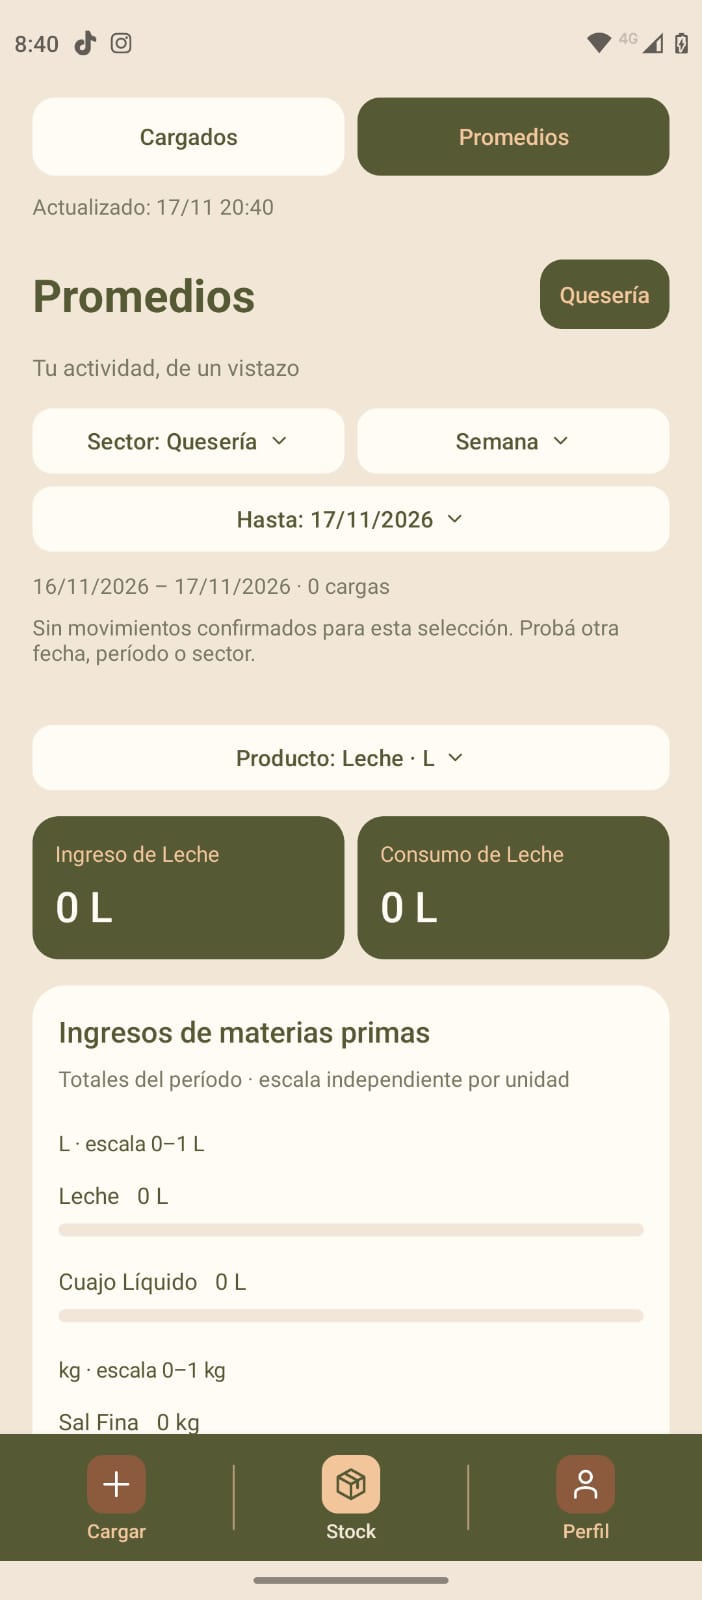 8:40
4G
Cargados
Promedios
Actualizado: 17/11 20:40
Promedios
Quesería
Tu actividad, de un vistazo
Sector: Quesería
Semana
Hasta: 17/11/2026
16/11/2026 – 17/11/2026 · 0 cargas
Sin movimientos confirmados para esta selección. Probá otra
fecha, período o sector.
Producto: Leche · L
Ingreso de Leche
0 L
Consumo de Leche
0 L
Ingresos de materias primas
Totales del período · escala independiente por unidad
L · escala 0–1 L
Leche 0 L
Cuajo Líquido 0 L
kg · escala 0–1 kg
Sal Fina 0 kg
Cargar
Stock
Perfil